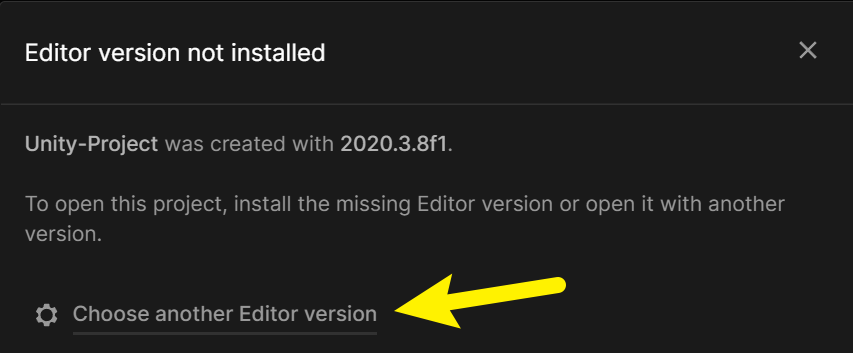 Editor version not installed
Unity-Project was created with 2020.3.8f1.
To open this project, install the missing Editor version or open it with another
version.
Choose another Editor version